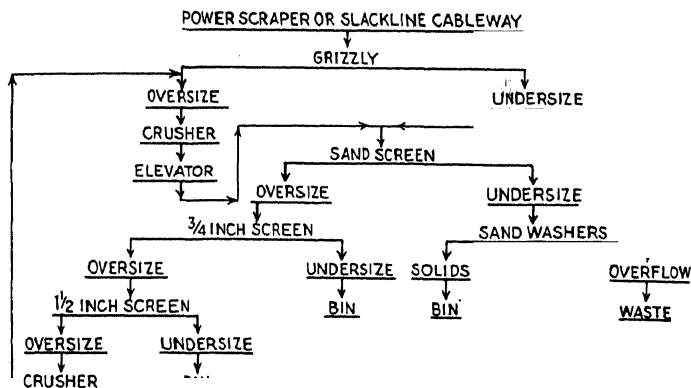 POWER SCRAPER OR SLACKLINE CABLEWAY
GRIZZLY
OVERSIZE
UNDERSIZE
CRUSHER
SAND SCREEN
ELEVATOR
OVERSIZE
UNDERSIZE
3/4 INCH SCREEN
SAND WASHERS
OVERSIZE
UNDERSIZE
SOLIDS
OVERFLOW
1 1/2 INCH SCREEN
BIN
BIN
WASTE
OVERSIZE
UNDERSIZE
CRUSHER